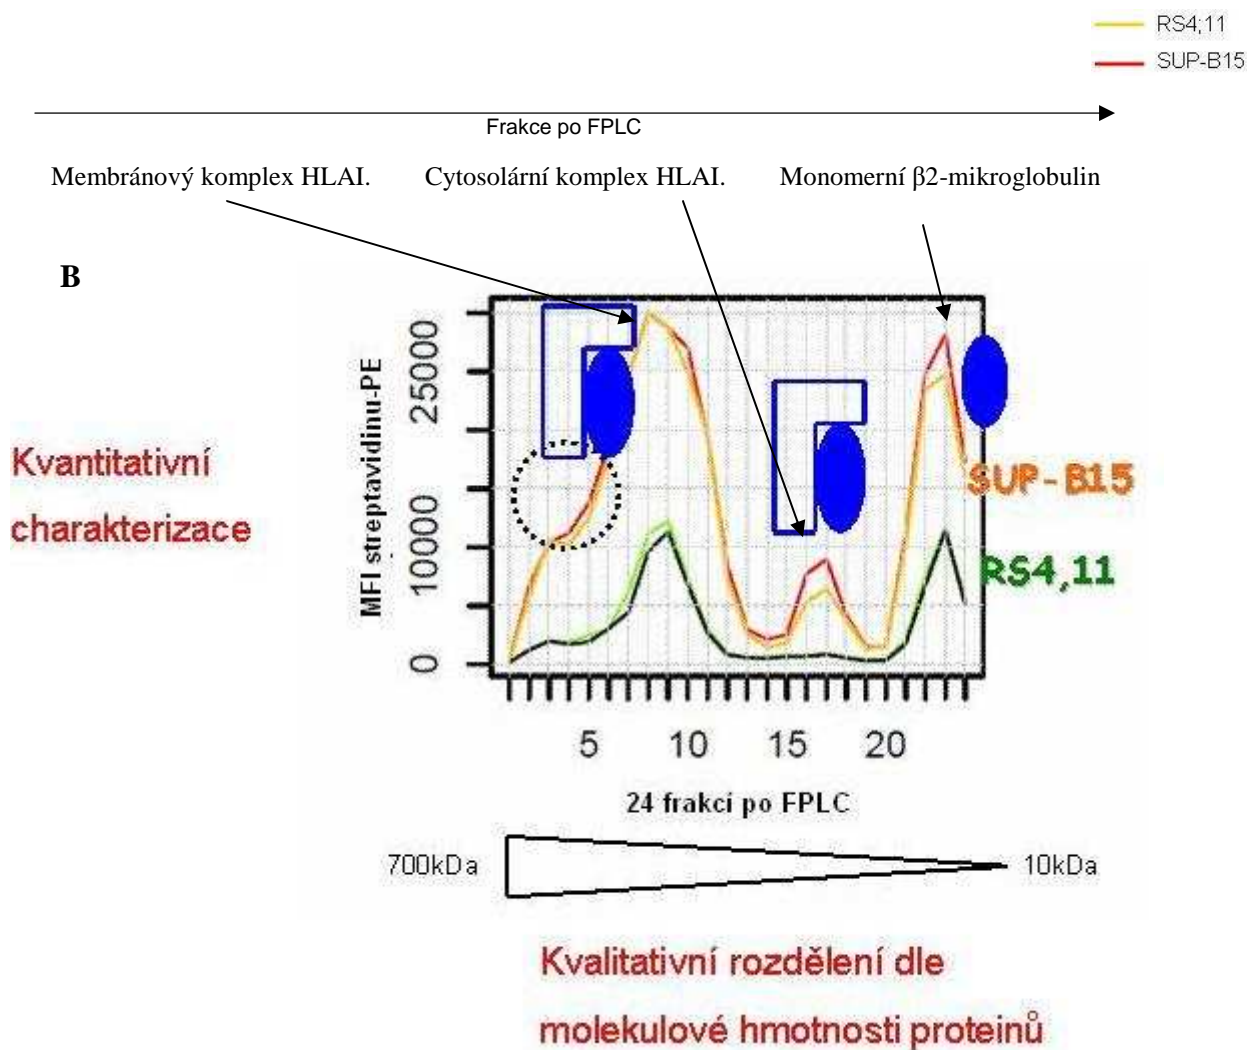 RS4;11
SUP-B15
Frakce po FPLC
Membránový komplex HLAI.
Cytosolární komplex HLAI.
Monomerní β2-mikroglobulin
B
Kvantitativní
charakterizace
MFI streptavidinu-PE
0
10000
25000
SUP-B15
RS4,11
5
10
15
20
24 frakcí po FPLC
700kDa
10kDa
Kvalitativní rozdělení dle
molekulové hmotnosti proteinů